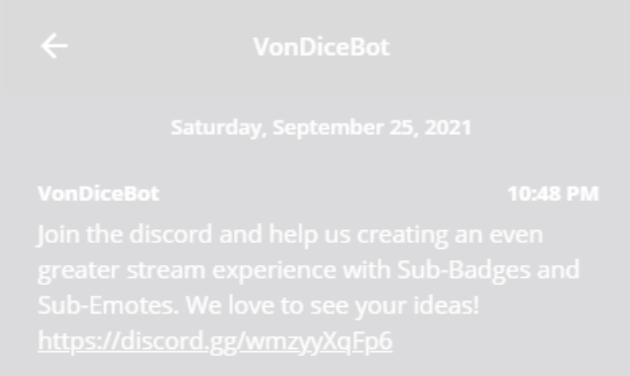 VonDiceBot
Saturday, September 25, 2021
VonDiceBot 10:48 PM
Join the discord and help us creating an even
greater stream experience with Sub-Badges and
Sub-Emotes. We love to see your ideas!
https://discord.gg/wmzyyXqFp6